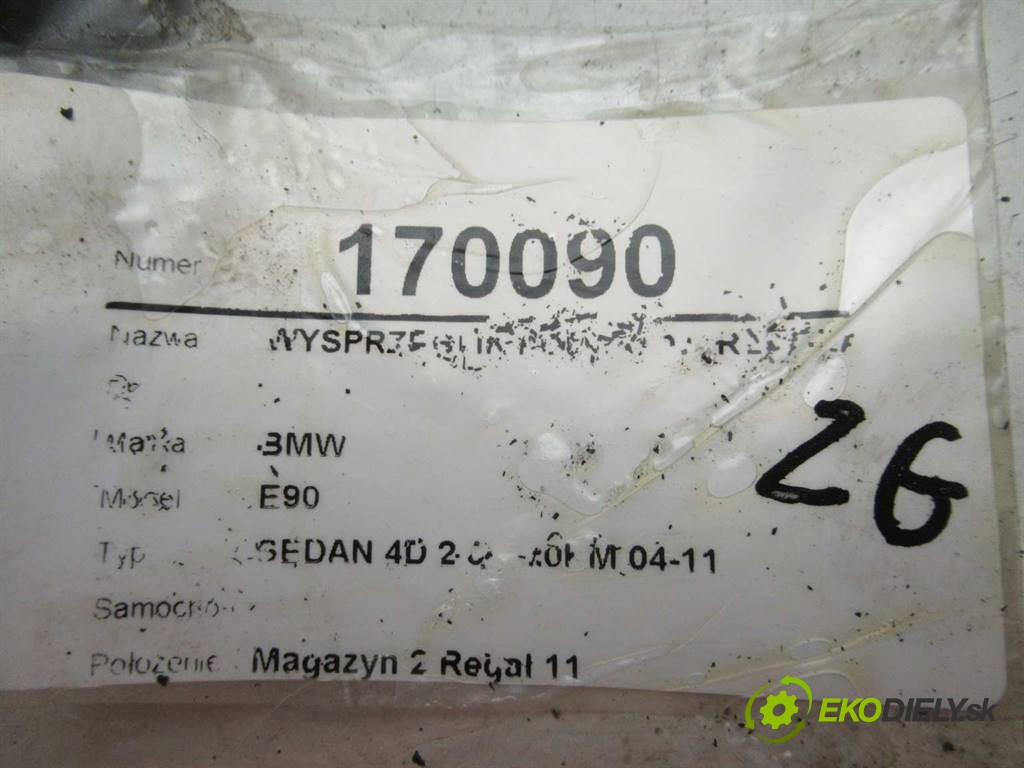 Numer 170090
Nazwa
Marka BMW
Model E90
Typ SEDAN 4D 04-11
Położenie Magazyn 2 Regał 11
26
EKODIELY.sk